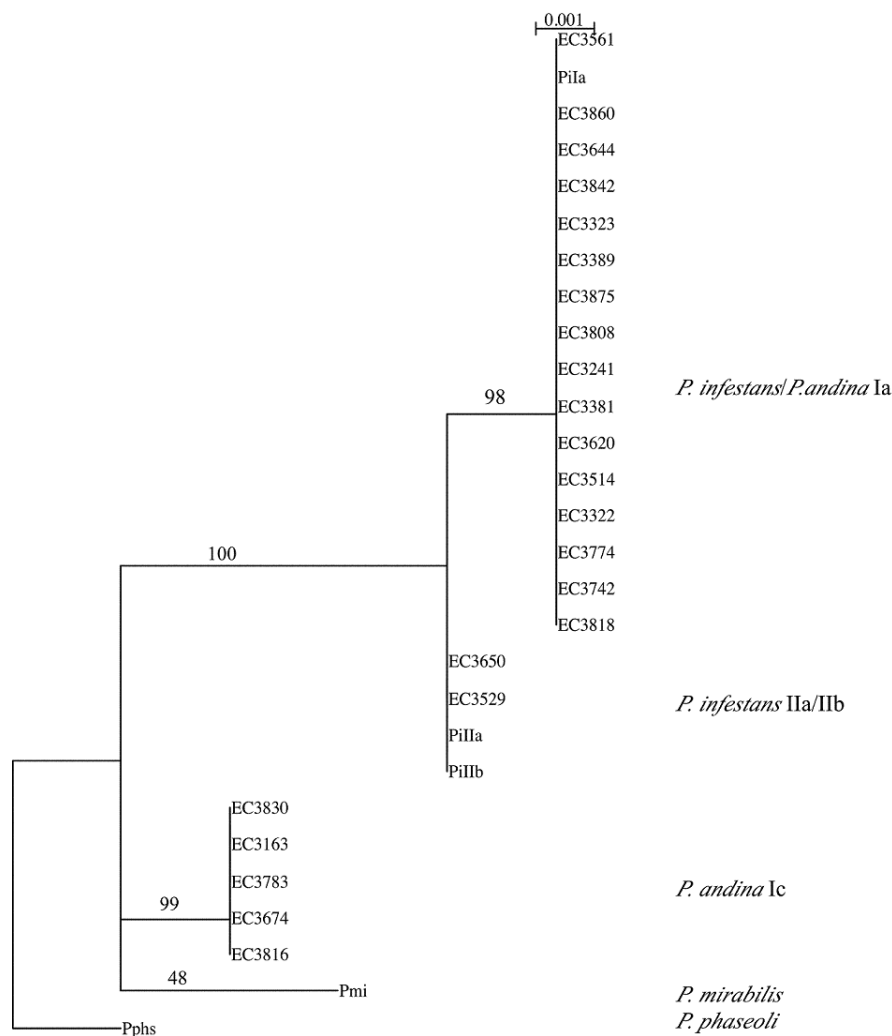 0.001
EC3561
PiIa
EC3860
EC3644
EC3842
EC3323
EC3389
EC3875
EC3808
EC3241
P. infestans/P.andina Ia
98
EC3381
EC3620
EC3514
EC3322
100
EC3774
EC3742
EC3818
EC3650
EC3529
P. infestans IIa/IIb
PiIIa
PiIIb
EC3830
EC3163
EC3783
P. andina Ic
99
EC3674
EC3816
48
Pmi
P. mirabilis
Pphs
P. phaseoli